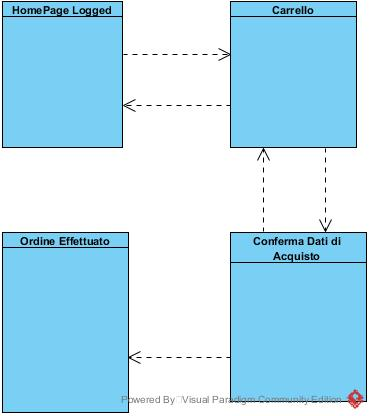 HomePage Logged
Carrello
Ordine Effettuato
Conferma Dati di
Acquisto
Powered By Visual Paradigm Community Edition